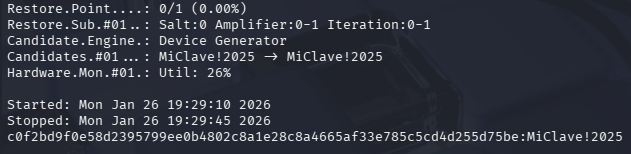 Restore.Point....: 0/1 (0.00%)
Restore.Sub.#01..: Salt:0 Amplifier:0-1 Iteration:0-1
Candidate.Engine.: Device Generator
Candidates.#01...: MiClave!2025 -> MiClave!2025
Hardware.Mon.#01.: Util: 26%
Started: Mon Jan 26 19:29:10 2026
Stopped: Mon Jan 26 19:29:45 2026
c0f2bd9f0e58d2395799ee0b4802c8a1e28c8a4665af33e785c5cd4d255d75be:MiClave!2025